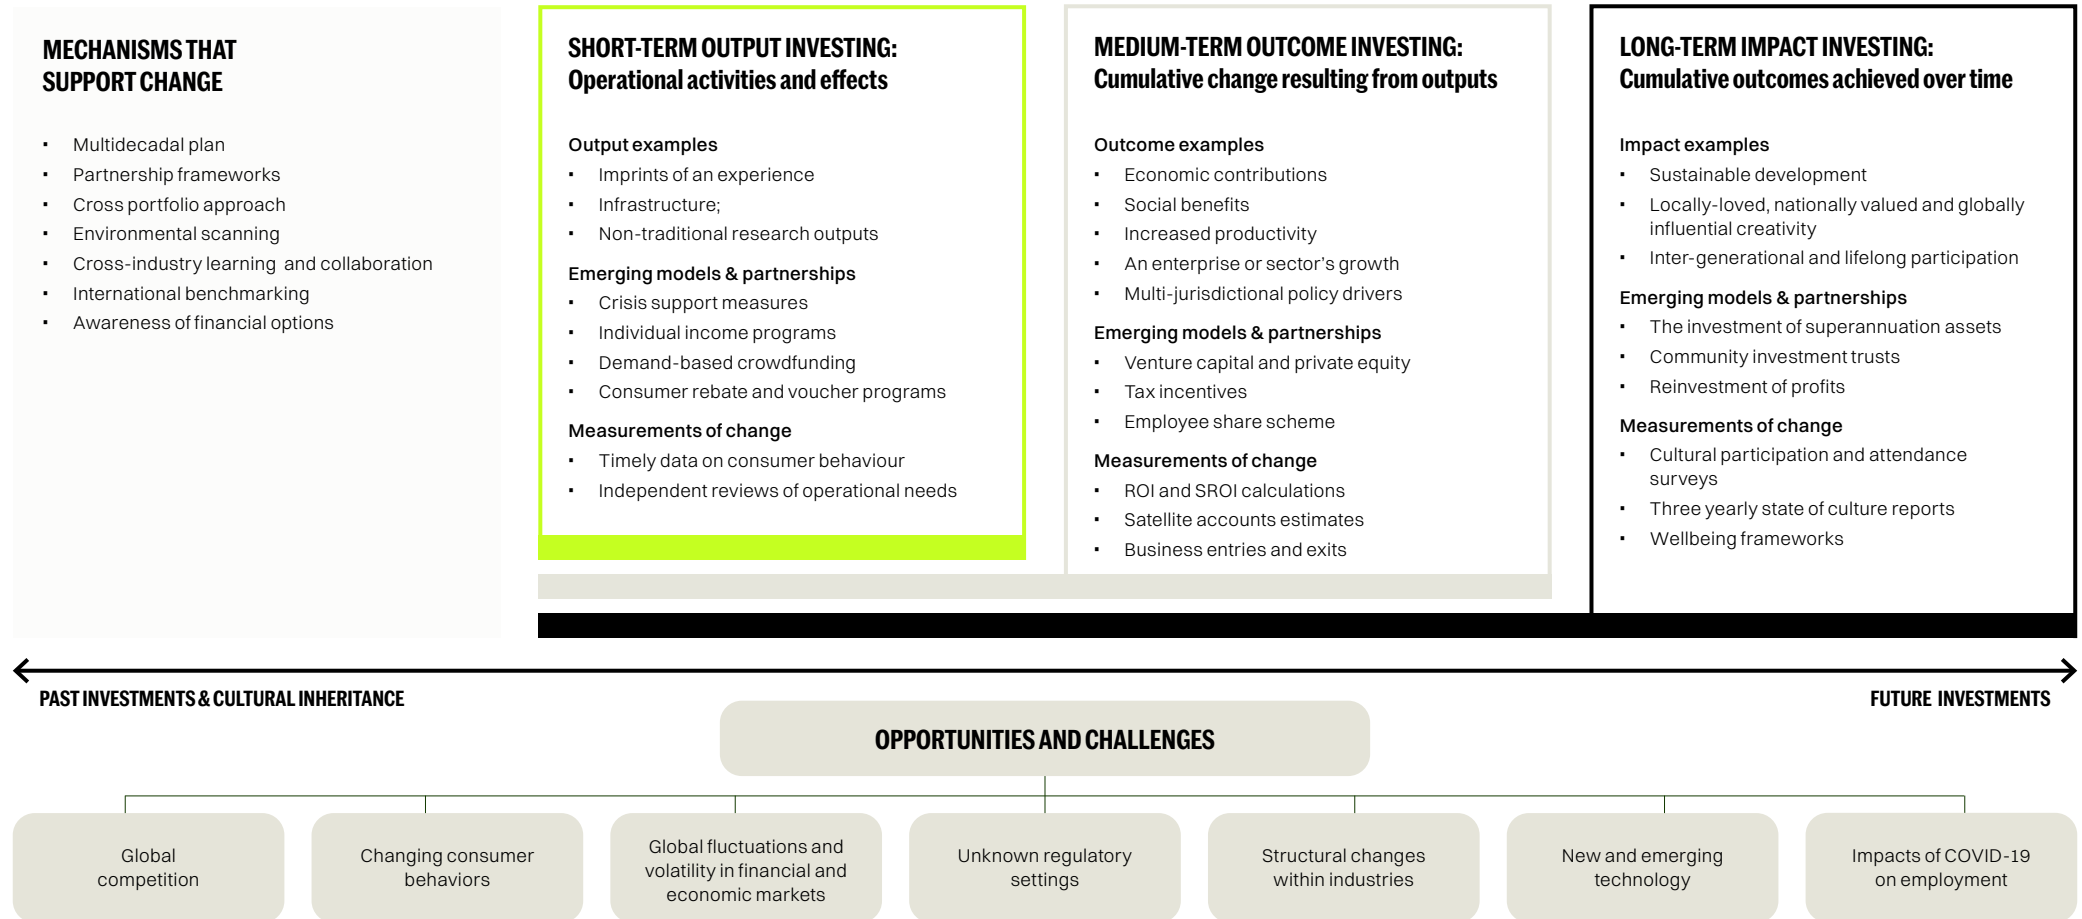 MECHANISMS THAT
SUPPORT CHANGE
▪ Multidecadal plan
▪ Partnership frameworks
▪ Cross portfolio approach
▪ Environmental scanning
▪ Cross-industry learning and collaboration
▪ International benchmarking
▪ Awareness of financial options
SHORT-TERM OUTPUT INVESTING:
Operational activities and effects
Output examples
▪ Imprints of an experience
▪ Infrastructure;
▪ Non-traditional research outputs
Emerging models & partnerships
▪ Crisis support measures
▪ Individual income programs
▪ Demand-based crowdfunding
▪ Consumer rebate and voucher programs
Measurements of change
▪ Timely data on consumer behaviour
▪ Independent reviews of operational needs
MEDIUM-TERM OUTCOME INVESTING:
Cumulative change resulting from outputs
Outcome examples
▪ Economic contributions
▪ Social benefits
▪ Increased productivity
▪ An enterprise or sector's growth
▪ Multi-jurisdictional policy drivers
Emerging models & partnerships
▪ Venture capital and private equity
▪ Tax incentives
▪ Employee share scheme
Measurements of change
▪ ROI and SROI calculations
▪ Satellite accounts estimates
▪ Business entries and exits
LONG-TERM IMPACT INVESTING:
Cumulative outcomes achieved over time
Impact examples
▪ Sustainable development
▪ Locally-loved, nationally valued and globally
influential creativity
▪ Inter-generational and lifelong participation
Emerging models & partnerships
▪ The investment of superannuation assets
▪ Community investment trusts
▪ Reinvestment of profits
Measurements of change
▪ Cultural participation and attendance
surveys
▪ Three yearly state of culture reports
▪ Wellbeing frameworks
PAST INVESTMENTS & CULTURAL INHERITANCE
FUTURE INVESTMENTS
OPPORTUNITIES AND CHALLENGES
Global
competition
Changing consumer
behaviors
Global fluctuations and
volatility in financial and
economic markets
Unknown regulatory
settings
Structural changes
within industries
New and emerging
technology
Impacts of COVID-19
on employment